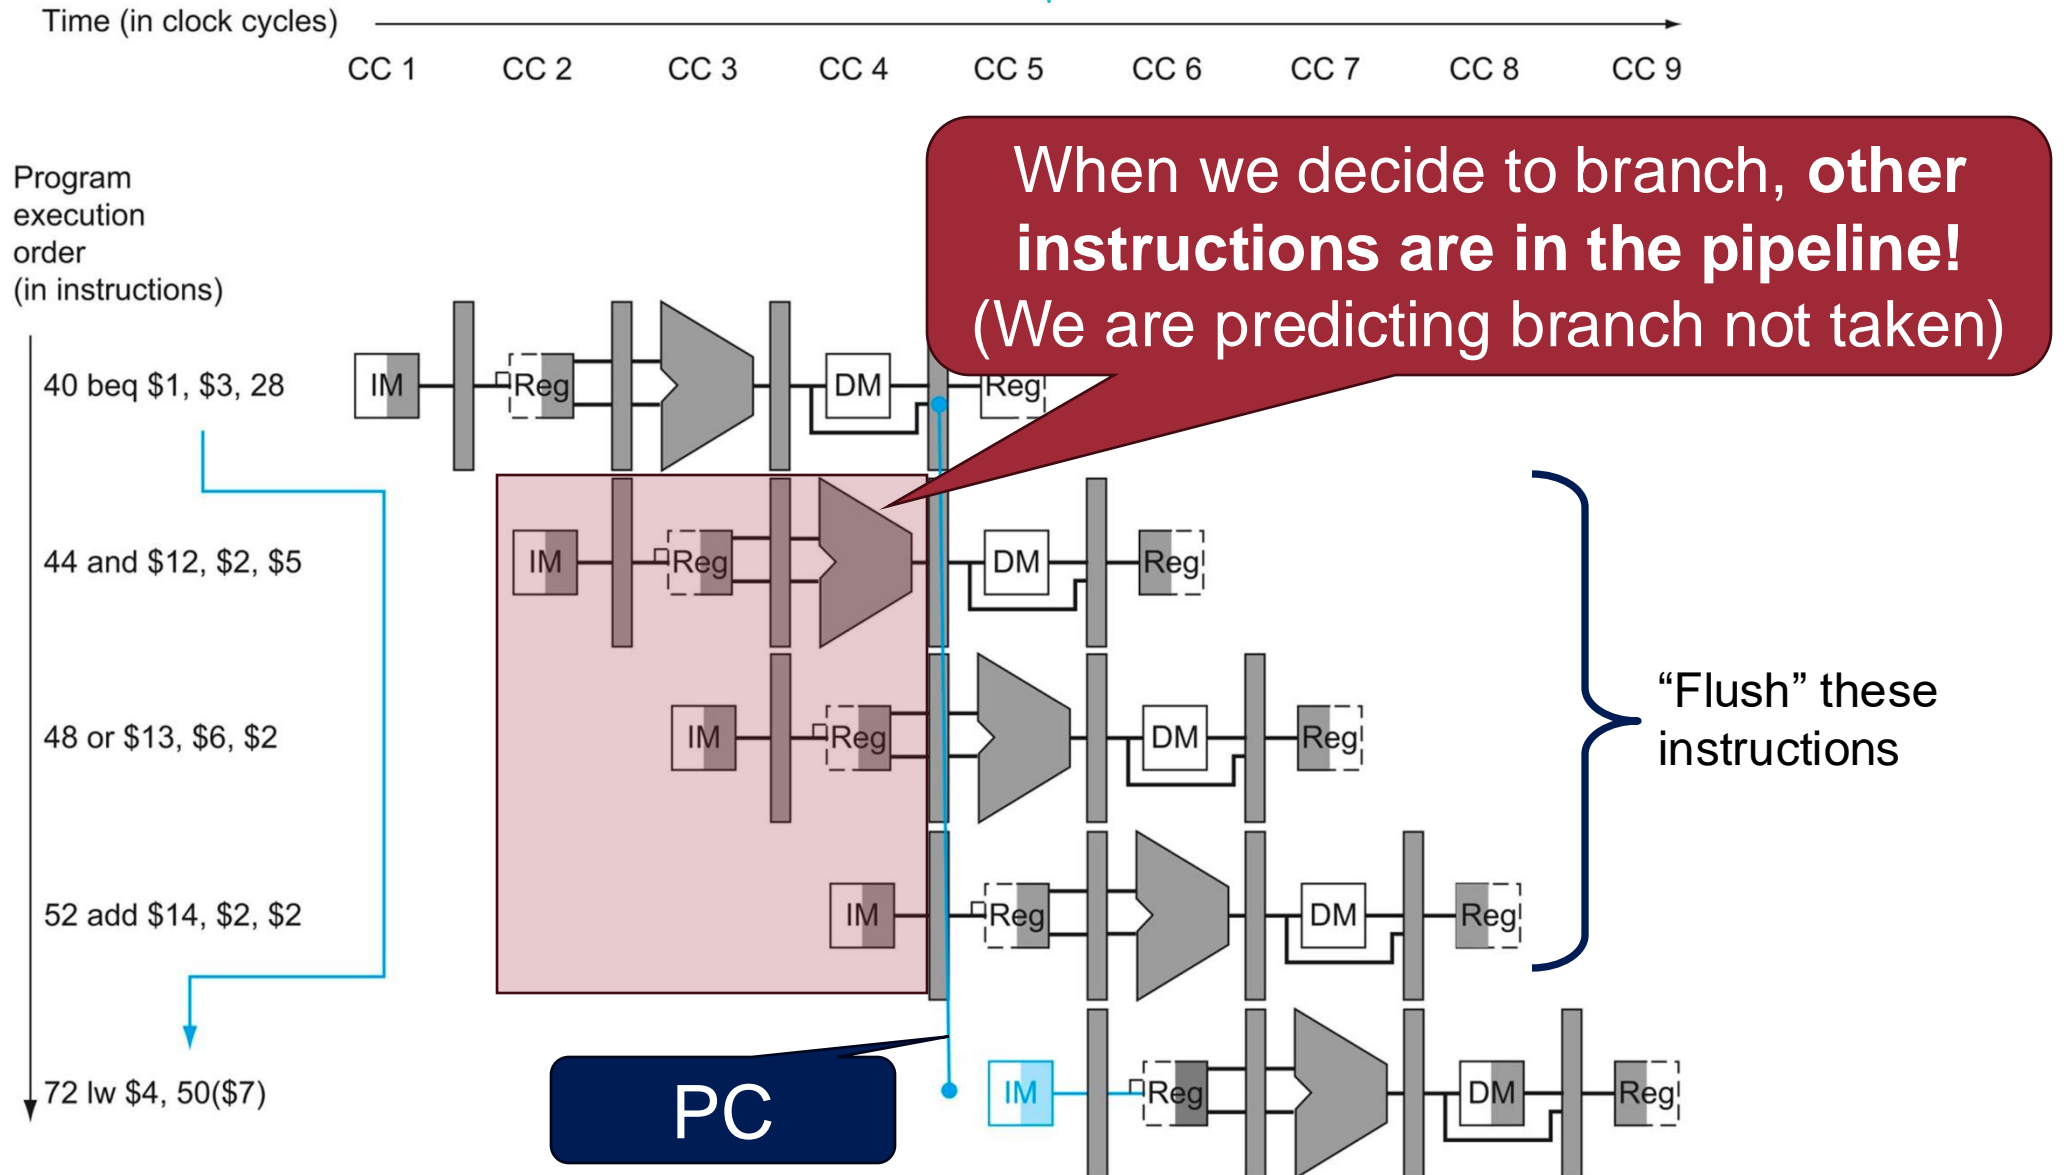 Time (in clock cycles)
CC 1 CC 2 CC 3 CC 4 CC 5 CC 6 CC 7 CC 8 CC 9
Program
execution
order
(in instructions)
When we decide to branch, other
instructions are in the pipeline!
(We are predicting branch not taken)
40 beq $1, $3, 28
IM Reg DM Reg
44 and $12, $2, $5
IM Reg DM Reg
48 or $13, $6, $2
IM Reg DM Reg
“Flush” these
instructions
52 add $14, $2, $2
IM Reg DM Reg
72 lw $4, 50($7)
IM Reg DM Reg
PC